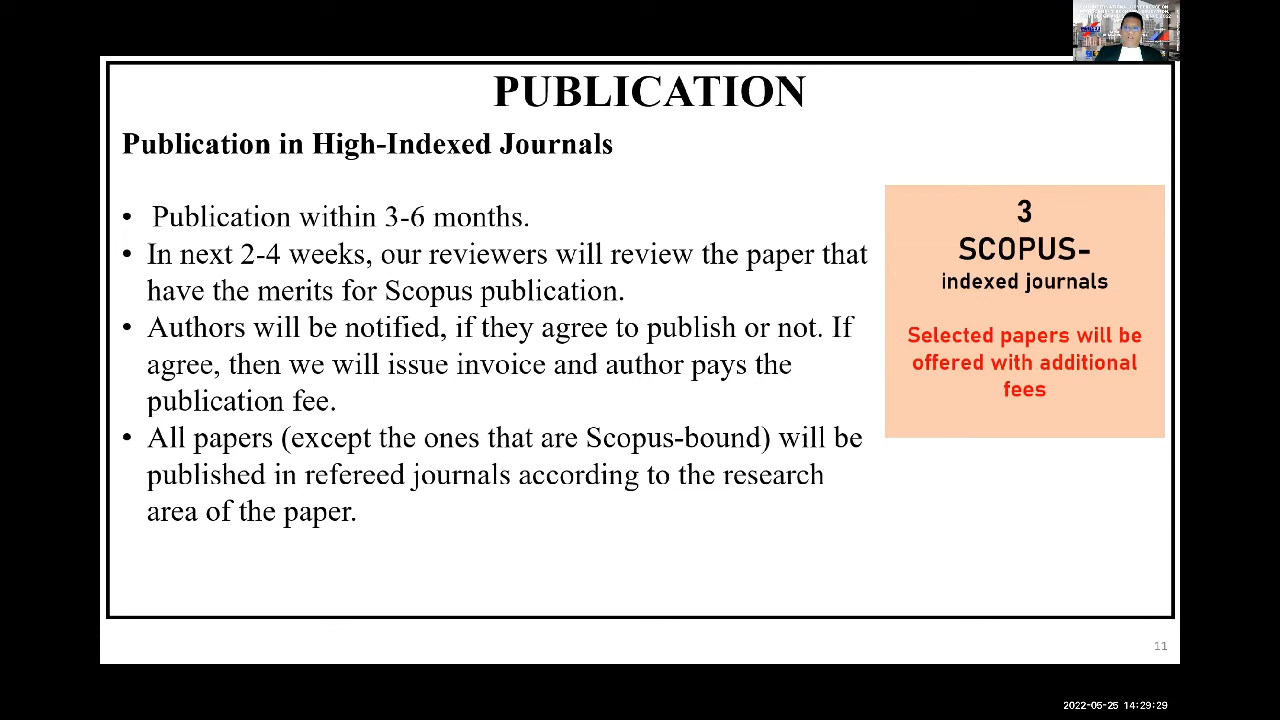 PUBLICATION
Publication in High-Indexed Journals
• Publication within 3-6 months.
• In next 2-4 weeks, our reviewers will review the paper that
have the merits for Scopus publication.
• Authors will be notified, if they agree to publish or not. If
agree, then we will issue invoice and author pays the
publication fee.
• All papers (except the ones that are Scopus-bound) will be
published in refereed journals according to the research
area of the paper.
3
SCOPUS-
indexed journals
Selected papers will be
offered with additional
fees
11
2022-05-25 14:29:29